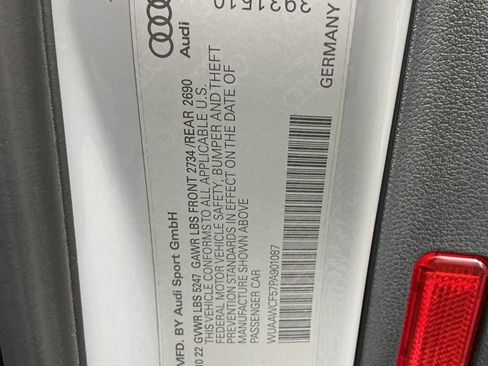 3931510
Audi
GERMANY
MFD. BY Audi Sport GmbH
10 22 GVWR LBS 5247 GAWR LBS FRONT 2734 /REAR 2690
THIS VEHICLE CONFORMS TO ALL APPLICABLE U.S.
FEDERAL MOTOR VEHICLE SAFETY, BUMPER AND THEFT
PREVENTION STANDARDS IN EFFECT ON THE DATE OF
MANUFACTURE SHOWN ABOVE
PASSENGER CAR
WUAAWCF57PA901087